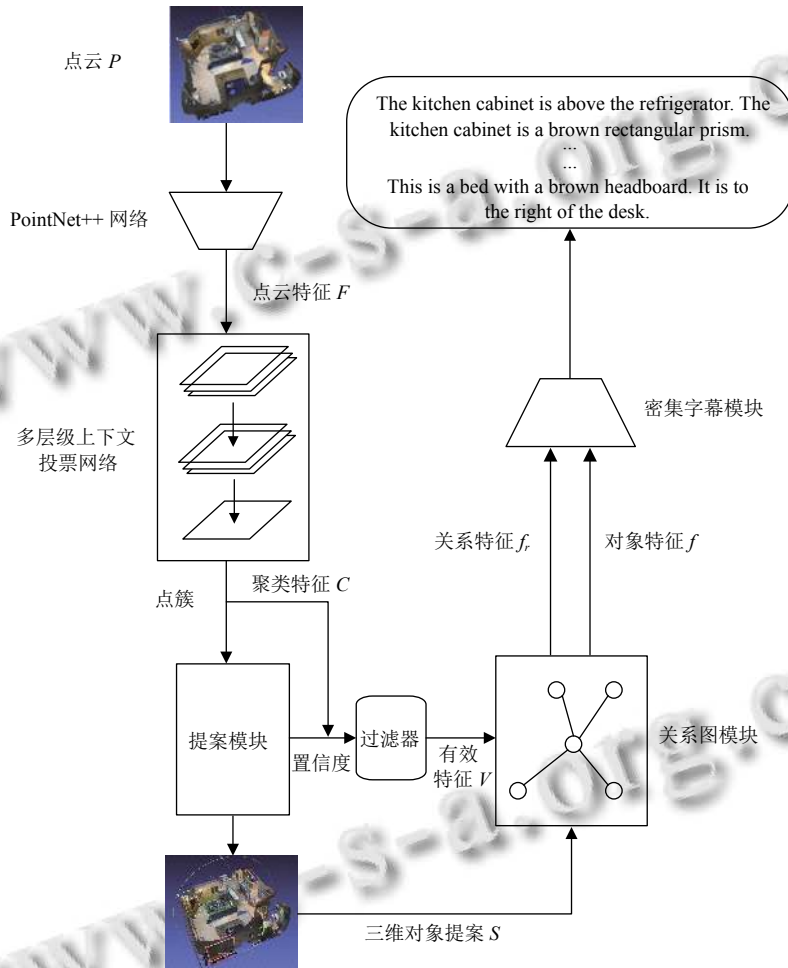 点云 P
The kitchen cabinet is above the refrigerator. The
kitchen cabinet is a brown rectangular prism.
...
...
This is a bed with a brown headboard. It is to
the right of the desk.
PointNet++ 网络
点云特征 F
多层级上下文
投票网络
密集字幕模块
关系特征 fr
对象特征 f
点簇
聚类特征 C
提案模块
置信度
过滤器
有效
特征 V
关系图模块
三维对象提案 S
www.c-s-a.org.c
-s-a.org.c